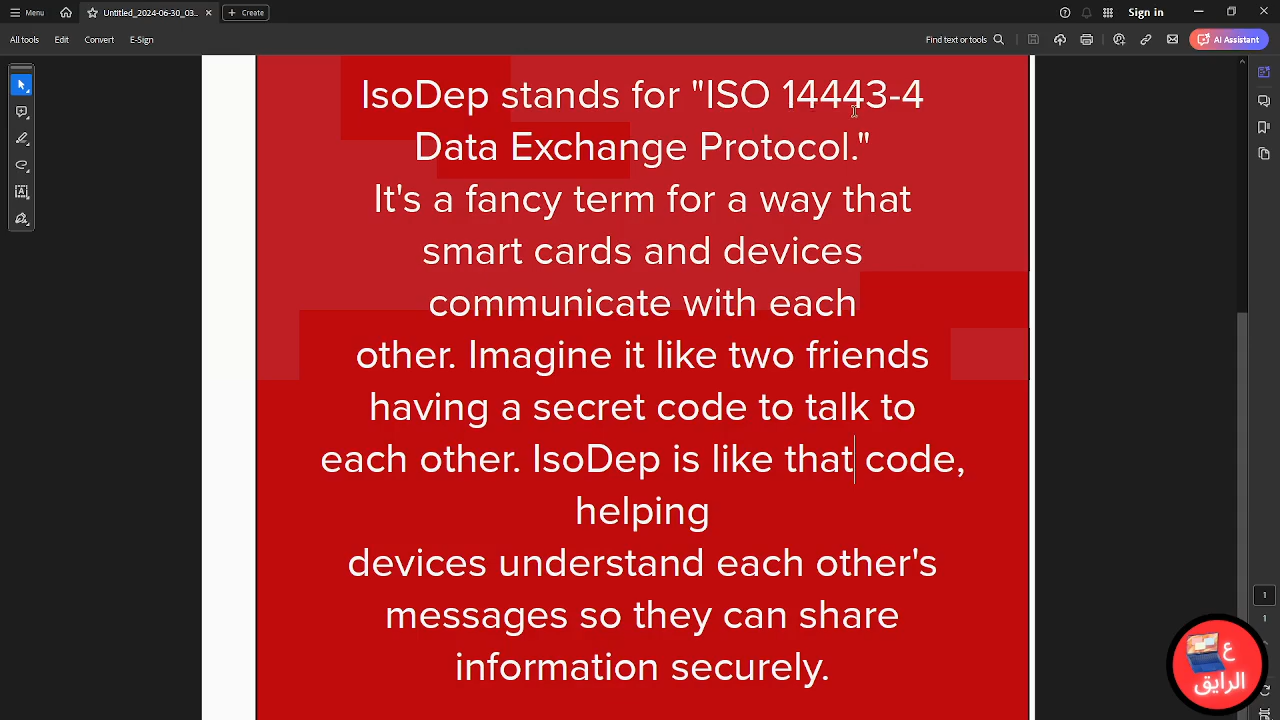 Menu
Untitled_2024-06-30_03...
Create
Sign in
All tools
Edit
Convert
E-Sign
Find text or tools
AI Assistant
IsoDep stands for "ISO 14443-4
Data Exchange Protocol."
It's a fancy term for a way that
smart cards and devices
communicate with each
other. Imagine it like two friends
having a secret code to talk to
each other. IsoDep is like that code,
helping
devices understand each other's
messages so they can share
information securely.
1
1
ع
الرايق